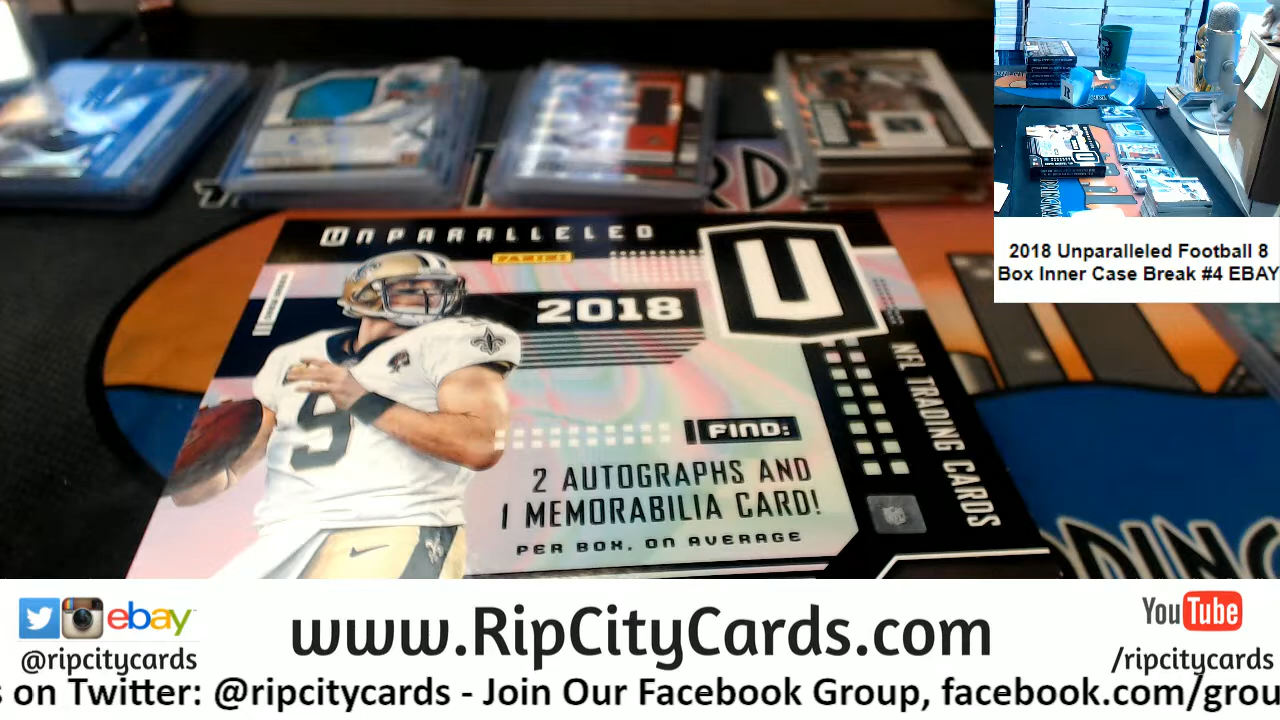 UNPARALLELED
PANINI
2018
U
NFL TRADING CARDS
FIND:
2 AUTOGRAPHS AND
1 MEMORABILIA CARD!
PER BOX, ON AVERAGE
9
2018 Unparalleled Football 8
Box Inner Case Break #4 EBAY
ebay
@ripcitycards
www.RipCityCards.com
YouTube
/ripcitycards
s on Twitter: @ripcitycards - Join Our Facebook Group, facebook.com/grou